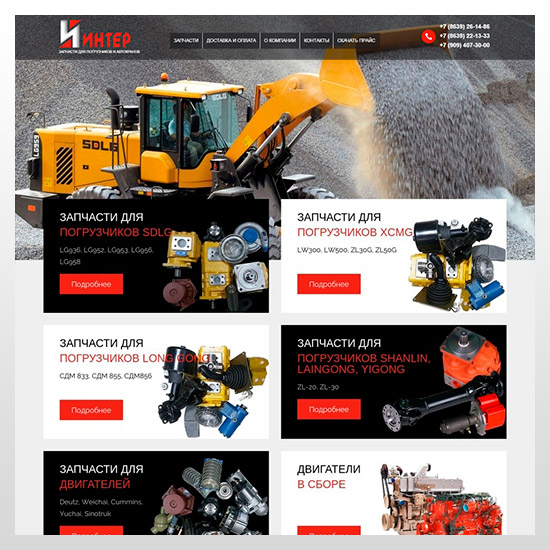 ИНТЕР
ЗАПЧАСТИ ДЛЯ ПОГРУЗЧИКОВ И АВТОКРАНОВ
ЗАПЧАСТИ
ДОСТАВКА И ОПЛАТА
О КОМПАНИИ
КОНТАКТЫ
СКАЧАТЬ ПРАЙС
+7 (8639) 26-14-86
+7 (8639) 22-13-33
+7 (909) 407-30-00
SDLG
LG959
SDLG
ЗАПЧАСТИ ДЛЯ
ПОГРУЗЧИКОВ SDLG
LG936, LG952, LG953, LG956,
LG958
Подробнее
ЗАПЧАСТИ ДЛЯ
ПОГРУЗЧИКОВ XCMG
LW300, LW500, ZL30G, ZL50G
Подробнее
ЗАПЧАСТИ ДЛЯ
ПОГРУЗЧИКОВ LONG GONG
СДМ 833, СДМ 855, СДМ856
Подробнее
ЗАПЧАСТИ ДЛЯ
ПОГРУЗЧИКОВ SHANLIN,
LAINGONG, YIGONG
ZL-20, ZL-30
Подробнее
ЗАПЧАСТИ ДЛЯ
ДВИГАТЕЛЕЙ
Deutz, Weichai, Cummins,
Yuchai, Sinotruk
Подробнее
ДВИГАТЕЛИ
В СБОРЕ
Подробнее